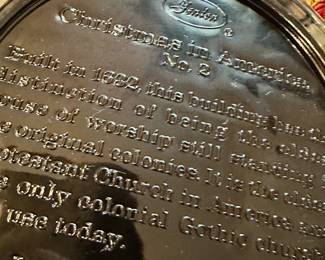 Fenton ®
Christmas in America
No. 2
Built in 1632, this building has the
distinction of being the oldest
house of worship still standing
original colonies. It is the oldest
Protestant Church in America and
only colonial Gothic church
use today.